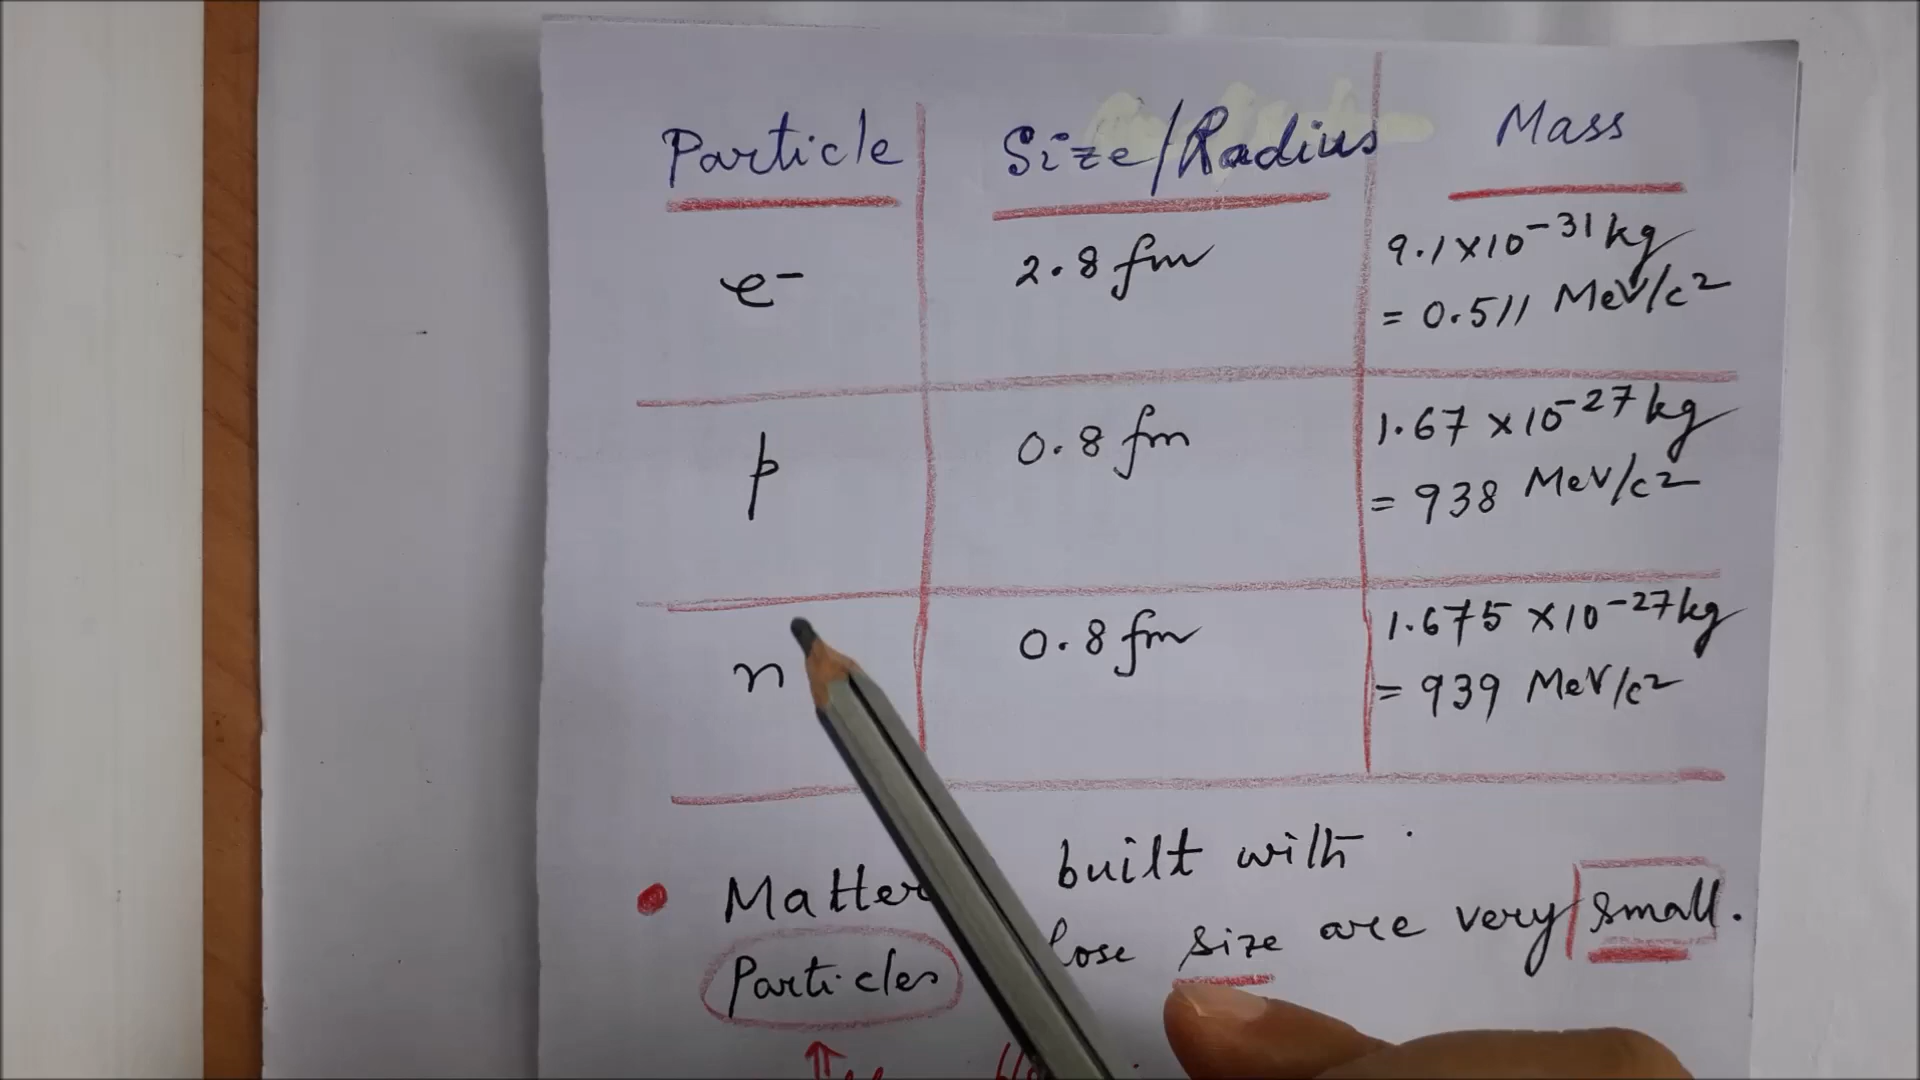 Particle Size/Radius Mass
e⁻ 2.8 fm 9.1 × 10⁻³¹ kg
= 0.511 MeV/c²
p 0.8 fm 1.67 × 10⁻²⁷ kg
= 938 MeV/c²
n 0.8 fm 1.675 × 10⁻²⁷ kg
= 939 MeV/c²
• Matter built with
Particles size are very small.